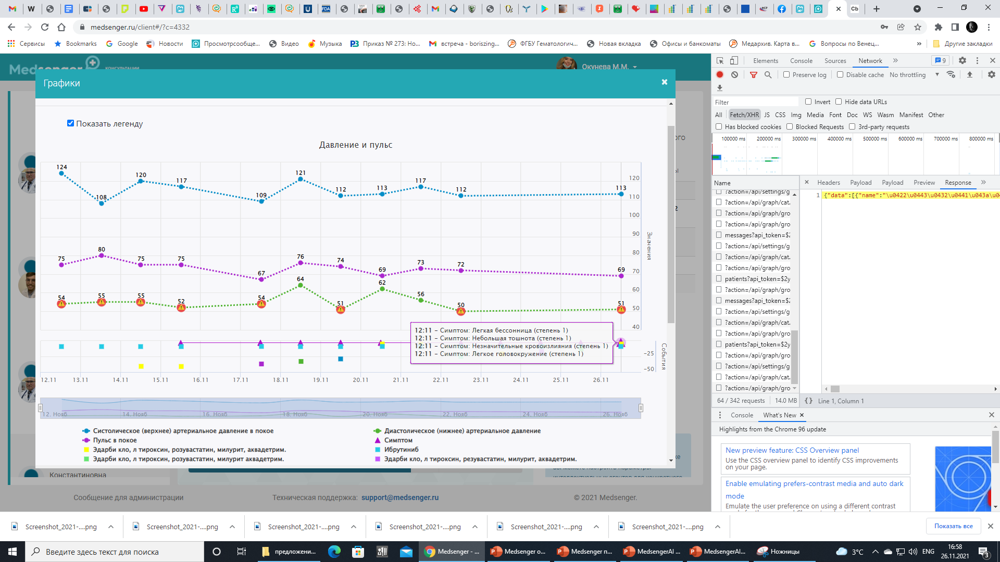 W
FDA
Cb
medsenger.ru/client#/?c=4332
Сервисы
Bookmarks
Google
Новости
Просмотрсообще...
Видео
Музыка
Приказ № 273: Но...
встреча - boriszing...
ФГБУ Гематологич...
Новая вкладка
Офисы и банкоматы
Медархив. Карта в...
Вопросы по Венец...
»
Другие закладки
Medsenger
КОНСУЛЬТАЦИИ
Окунева М.М.
Графики
Показать легенду
Давление и пульс
124 108 120 117 109 121 112 113 117 112 113
75 80 75 75 67 76 74 69 73 72 69
54 55 55 52 54 64 51 62 56 50 51
120
110
100
90
80
70
60
50
40
Значения
12:11 – Симптом: Легкая бессонница (степень 1)
12:11 – Симптом: Небольшая тошнота (степень 1)
12:11 – Симптом: Незначительные кровоизлияния (степень 1)
12:11 – Симптом: Легкое головокружение (степень 1)
−25
−50
События
12.11 13.11 14.11 15.11 16.11 17.11 18.11 19.11 20.11 21.11 22.11 23.11 24.11 25.11 26.11
12. Нояб 14. Нояб 16. Нояб 18. Нояб 20. Нояб 22. Нояб 24. Нояб 26. Нояб
Систолическое (верхнее) артериальное давление в покое
Диастолическое (нижнее) артериальное давление
Пульс в покое
Симптом
Эдарби кло, л тироксин, розувастатин, милурит, аквадетрим.
Ибрутиниб
Эдарби кло, л тироксин, розувастатин, милурит аквадетрим.
Эдарби кло, л тироксин, резувастатин, милурит, аквадетрим.
Константиновна
Сообщение для администрации
Техническая поддержка: support@medsenger.ru
© 2021 Medsenger.
Elements Console Sources Network » 9
Preserve log Disable cache No throttling
Filter
Invert Hide data URLs
All Fetch/XHR JS CSS Img Media Font Doc WS Wasm Manifest Other
Has blocked cookies Blocked Requests 3rd-party requests
100000 ms 200000 ms 300000 ms 400000 ms 500000 ms 600000 ms 700000 ms 800000 ms
Name
Headers Payload Payload Preview Response »
1 {"data":[{"name":"\u0422\u0443\u0432\u0441\u043a\u0
?action=/api/settings/g
?action=/api/graph/cat.
?action=/api/graph/gro
?action=/api/graph/gro
messages?api_token=$2
?action=/api/settings/g
?action=/api/graph/cat.
?action=/api/graph/gro
patients?api_token=$2y
?action=/api/graph/gro
messages?api_token=$2
?action=/api/settings/g
?action=/api/graph/cat.
?action=/api/graph/gro
patients?api_token=$2y
?action=/api/graph/gro
?action=/api/settings/g
?action=/api/graph/cat.
?action=/api/graph/gro
64 / 342 requests 14.0 MB
{} Line 1, Column 1
Console What's New
Highlights from the Chrome 96 update
New preview feature: CSS Overview panel
Use the CSS overview panel to identify CSS improvements
on your page.
Enable emulating prefers-contrast media and auto dark
mode
Emulate the user preference on using a different contrast
Screenshot_2021-....png
Screenshot_2021-....png
Screenshot_2021-....png
Screenshot_2021-....png
Screenshot_2021-....png
Screenshot_2021-....png
Показать все
Введите здесь текст для поиска
предложени...
Medsenger - ...
Medsenger о...
Medsenger п...
MedsengerAI ...
MedsengerAI...
Ножницы
3°C
ENG
16:58
26.11.2021
3